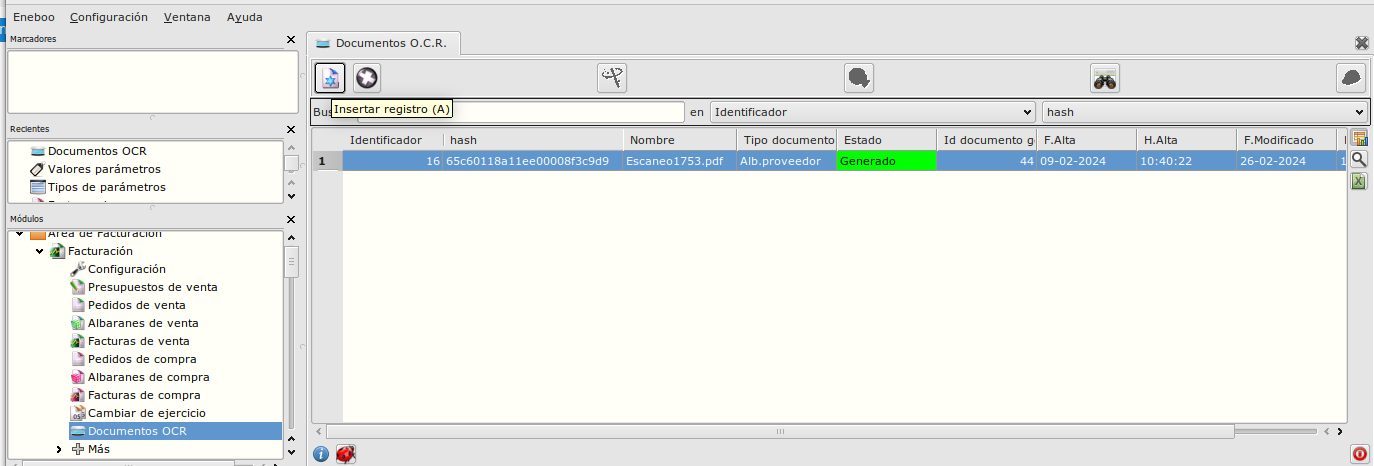 Eneboo Configuración Ventana Ayuda
Marcadores
Recientes
Documentos OCR
Valores parámetros
Tipos de parámetros
Módulos
Área de Facturación
Facturación
Configuración
Presupuestos de venta
Pedidos de venta
Albaranes de venta
Facturas de venta
Pedidos de compra
Albaranes de compra
Facturas de compra
Cambiar de ejercicio
Documentos OCR
Más
Documentos O.C.R.
Insertar registro (A)
en Identificador hash
Identificador hash Nombre Tipo documento Estado Id documento g F.Alta H.Alta F.Modificado
1 16 65c60118a11ee00008f3c9d9 Escaneo1753.pdf Alb.proveedor Generado 44 09-02-2024 10:40:22 26-02-2024 1